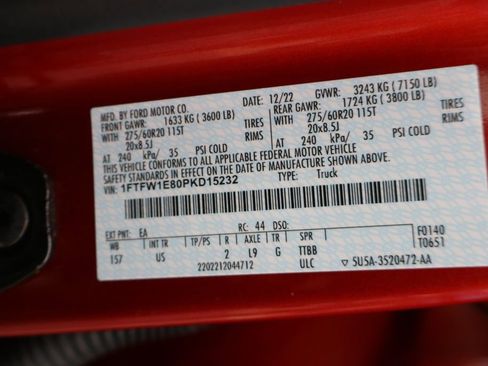 MFD. BY FORD MOTOR CO. DATE: 12/22 GVWR: 3243 KG ( 7150 LB)
FRONT GAWR: 1633 KG ( 3600 LB) REAR GAWR: 1724 KG ( 3800 LB)
WITH 275/60R20 115T TIRES WITH 275/60R20 115T TIRES
20x8.5J RIMS 20x8.5J RIMS
AT 240 kPa/ 35 PSI COLD AT 240 kPa/ 35 PSI COLD
THIS VEHICLE CONFORMS TO ALL APPLICABLE FEDERAL MOTOR VEHICLE
SAFETY STANDARDS IN EFFECT ON THE DATE OF MANUFACTURE SHOWN ABOVE.
VIN: 1FTFW1E80PKD15232 TYPE: Truck
EXT PNT: EA RC: 44 DSO: F0140
WB INT TR TP/PS R AXLE TR SPR T0651
157 US 2 L9 G TTBB
2202212044712 ULC ▽ 5U5A-3520472-AA